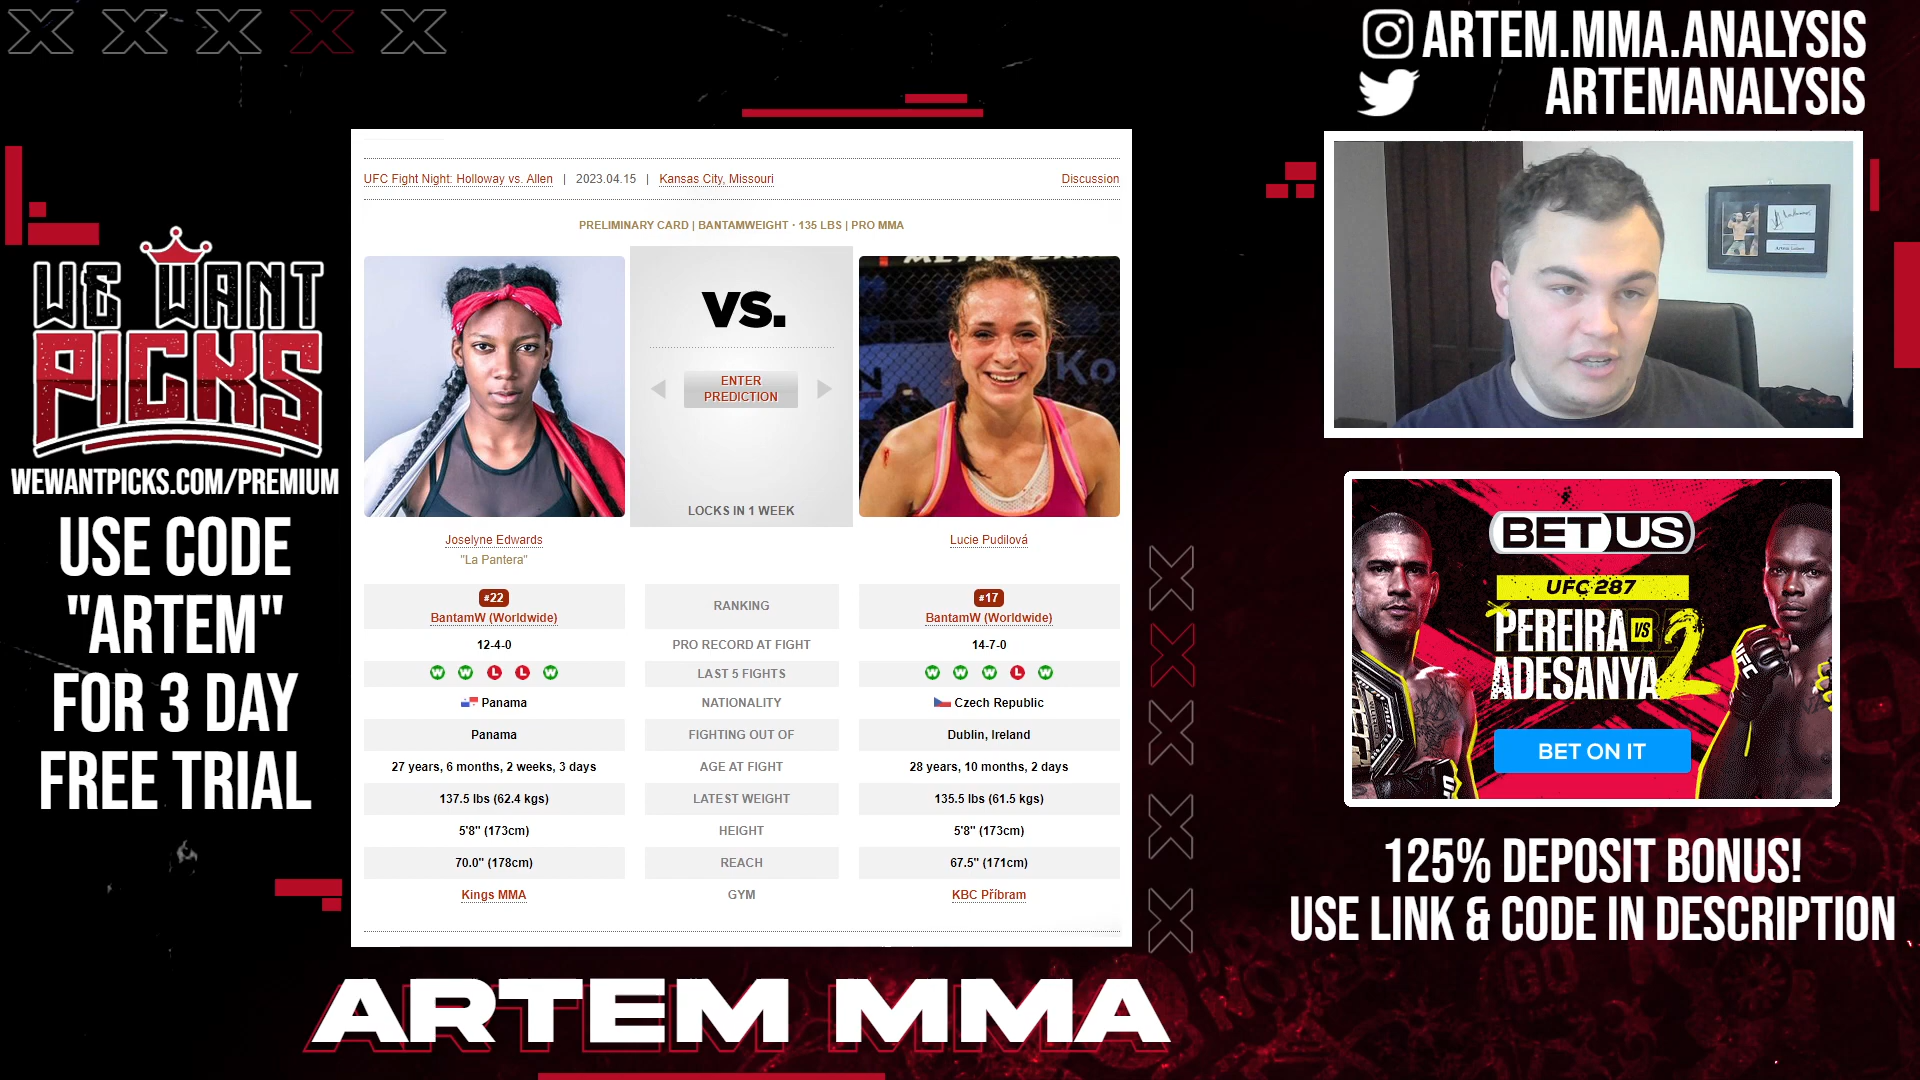 ARTEM.MMA.ANALYSIS
ARTEMANALYSIS
WE WANT
PICKS
WEWANTPICKS.COM/PREMIUM
USE CODE
"ARTEM"
FOR 3 DAY
FREE TRIAL
UFC Fight Night: Holloway vs. Allen | 2023.04.15 | Kansas City, Missouri Discussion
PRELIMINARY CARD | BANTAMWEIGHT · 135 LBS | PRO MMA
VS.
ENTER
PREDICTION
LOCKS IN 1 WEEK
Joselyne Edwards Lucie Pudilová
"La Pantera"
#22 RANKING #17
BantamW (Worldwide) BantamW (Worldwide)
12-4-0 PRO RECORD AT FIGHT 14-7-0
W W L L W LAST 5 FIGHTS W W W L W
Panama NATIONALITY Czech Republic
Panama FIGHTING OUT OF Dublin, Ireland
27 years, 6 months, 2 weeks, 3 days AGE AT FIGHT 28 years, 10 months, 2 days
137.5 lbs (62.4 kgs) LATEST WEIGHT 135.5 lbs (61.5 kgs)
5'8" (173cm) HEIGHT 5'8" (173cm)
70.0" (178cm) REACH 67.5" (171cm)
Kings MMA GYM KBC Příbram
BETUS
UFC 287
PEREIRA VS
ADESANYA 2
BET ON IT
125% DEPOSIT BONUS!
USE LINK & CODE IN DESCRIPTION
ARTEM MMA